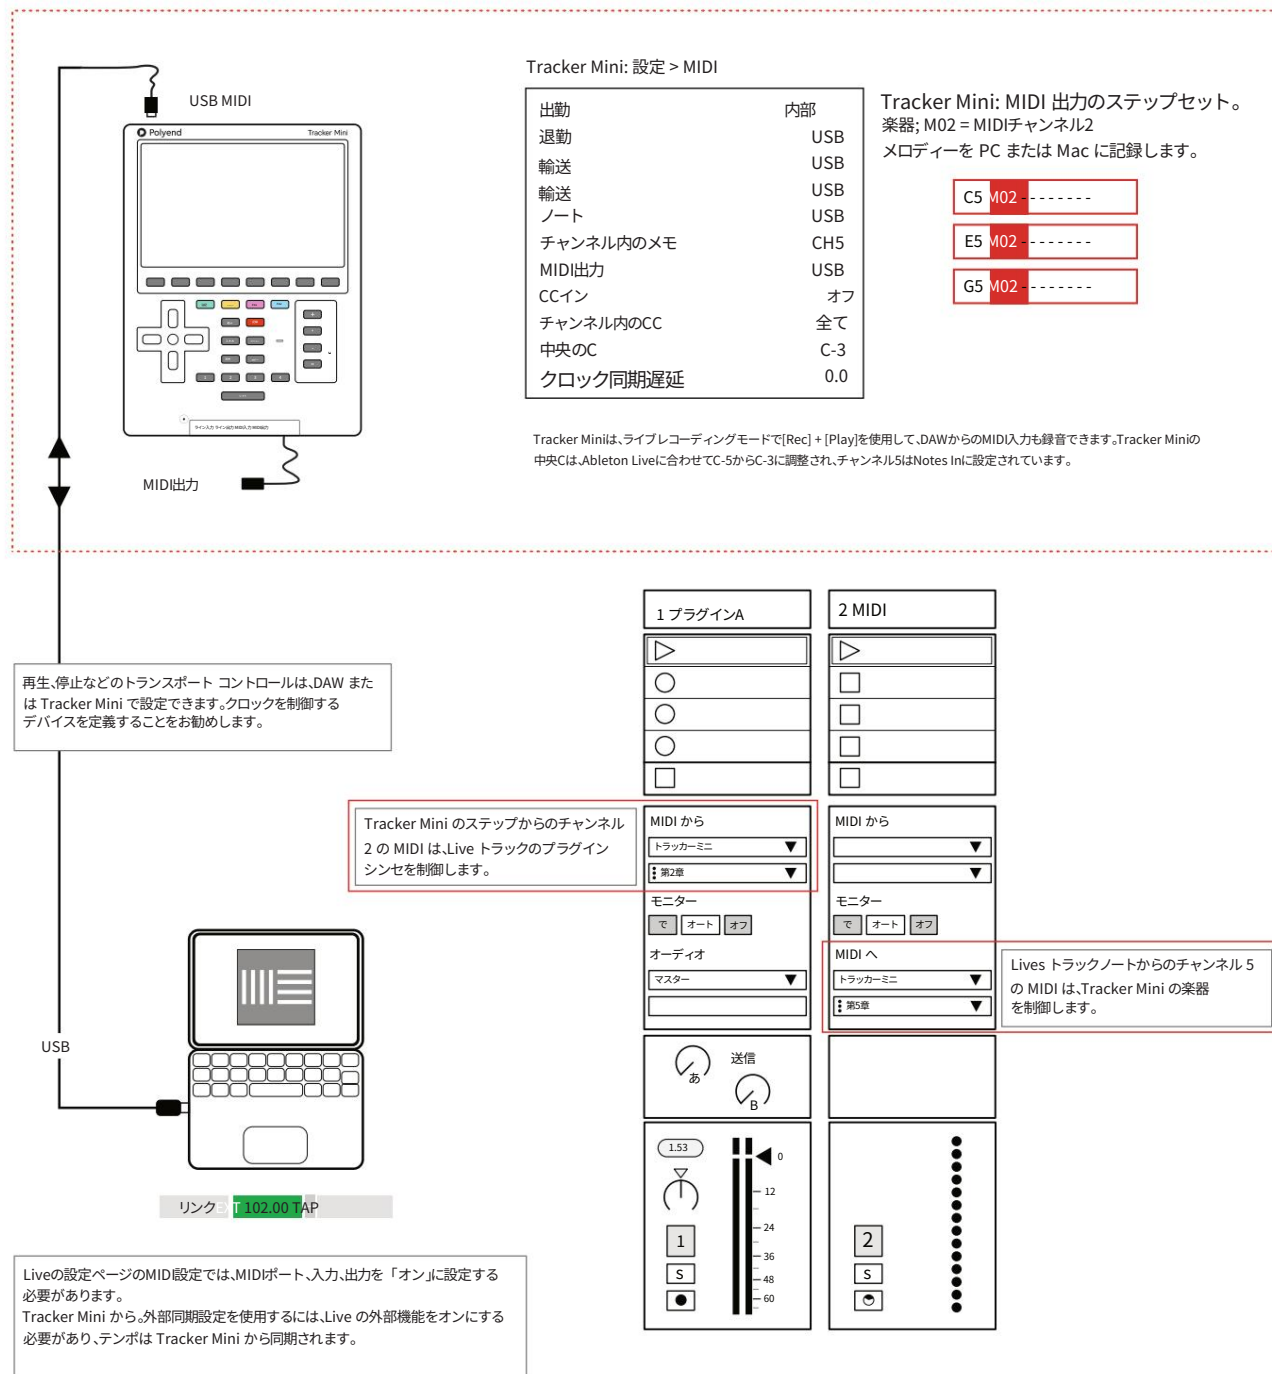 USB MIDI
Polyend
Tracker Mini
ライン入力 ライン出力 MIDI入力 MIDI出力
MIDI出力
Tracker Mini: 設定 > MIDI
出勤 内部
退勤 USB
輸送 USB
輸送 USB
ノート USB
チャンネル内のメモ CH5
MIDI出力 USB
CCイン オフ
チャンネル内のCC 全て
中央のC C-3
クロック同期遅延 0.0
Tracker Mini: MIDI 出力のステップセット。
楽器; M02 = MIDIチャンネル2
メロディーを PC または Mac に記録します。
C5 M02 - - - - - - -
E5 M02 - - - - - - -
G5 M02 - - - - - - -
Tracker Miniは、ライブレコーディングモードで[Rec] + [Play]を使用して、DAWからのMIDI入力も録音できます。Tracker Miniの
中央Cは、Ableton Liveに合わせてC-5からC-3に調整され、チャンネル5はNotes Inに設定されています。
再生、停止などのトランスポート コントロールは、DAW また
は Tracker Mini で設定できます。クロックを制御する
デバイスを定義することをお勧めします。
1 プラグインA
2 MIDI
Tracker Mini のステップからのチャンネル
2 の MIDI は、Live トラックのプラグイン
シンセを制御します。
MIDI から
トラッカーミニ
第2章
モニター
で オート オフ
オーディオ
マスター
MIDI から
モニター
で オート オフ
MIDI へ
トラッカーミニ
第5章
Lives トラックノートからのチャンネル 5
の MIDI は、Tracker Mini の楽器
を制御します。
あ
送信
B
1.53
0
12
24
36
48
60
1
S
2
S
USB
リンク EXT 102.00 TAP
Liveの設定ページのMIDI設定では、MIDIポート、入力、出力を「オン」に設定する
必要があります。
Tracker Mini から。外部同期設定を使用するには、Live の外部機能をオンにする
必要があり、テンポは Tracker Mini から同期されます。